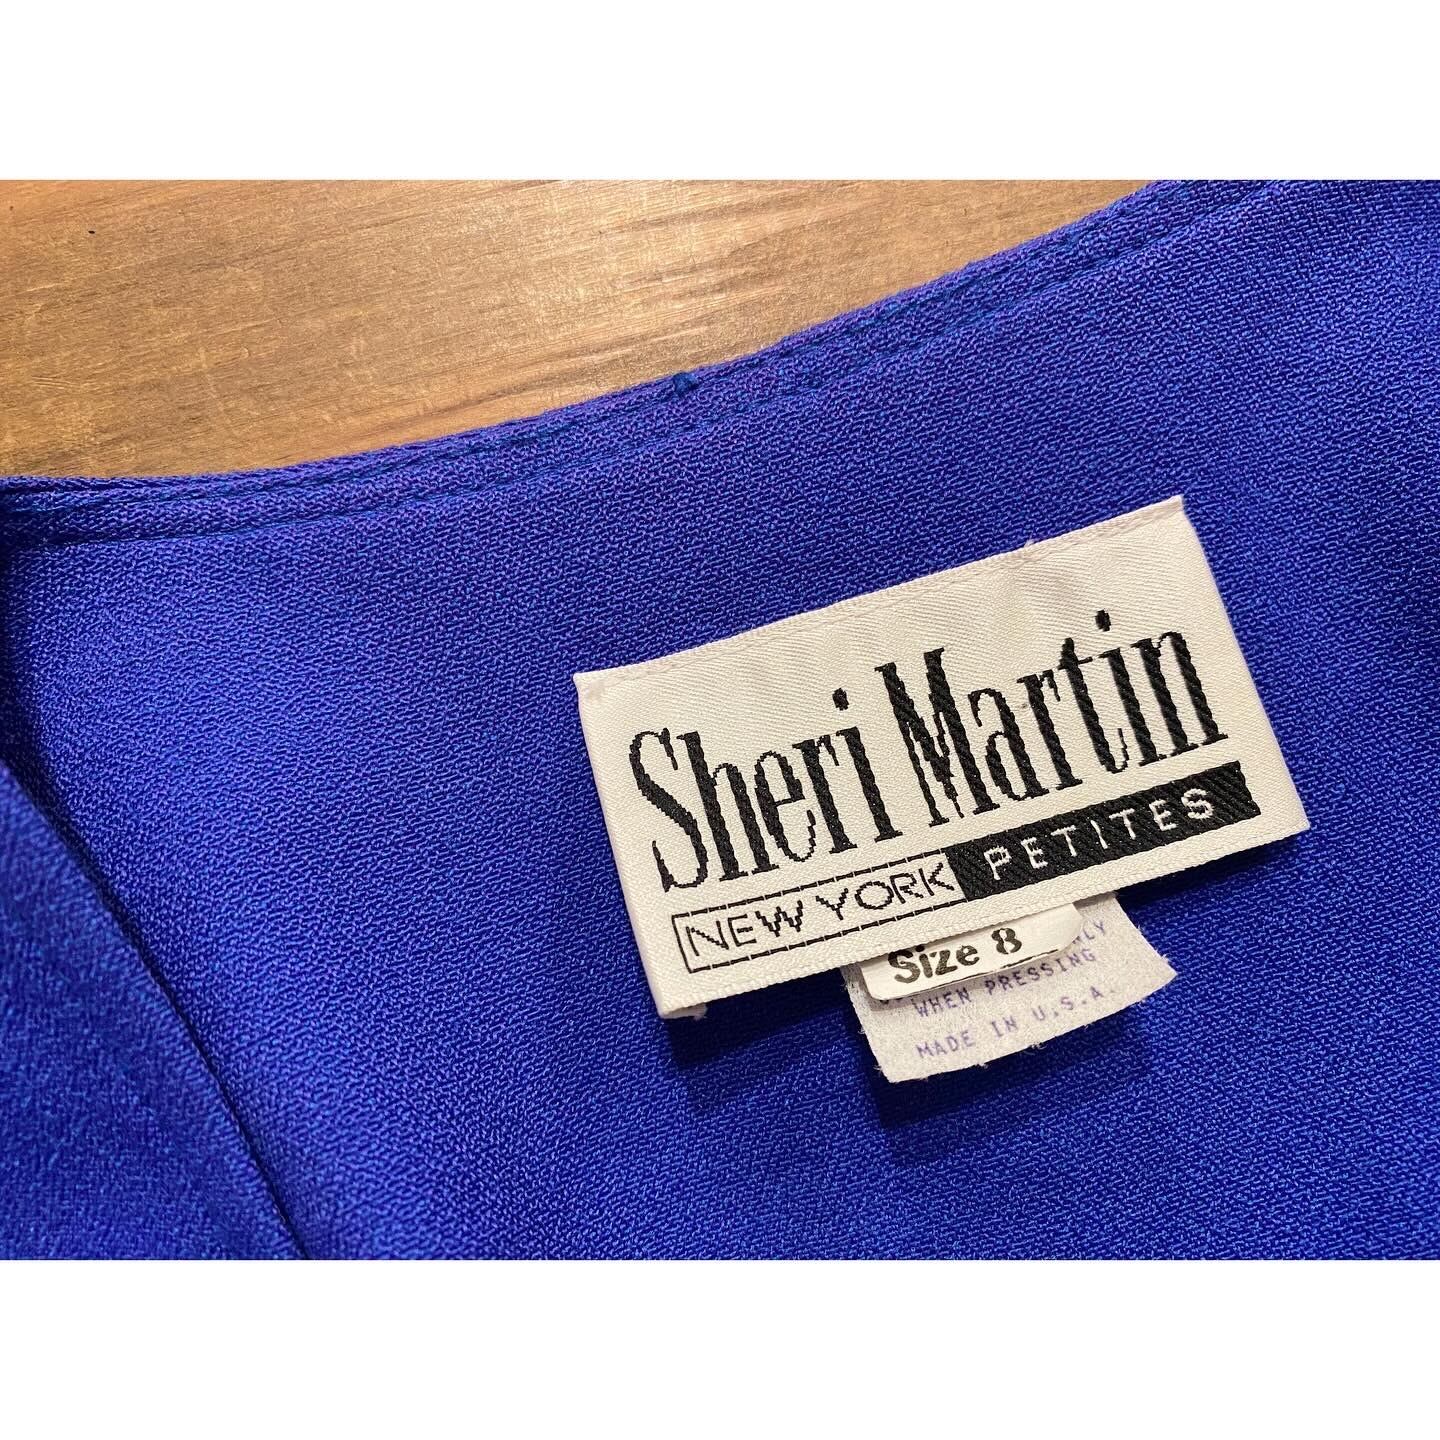 Sheri Martin
NEW YORK PETITES
Size 8
WHEN PRESSING
MADE IN U.S.A.